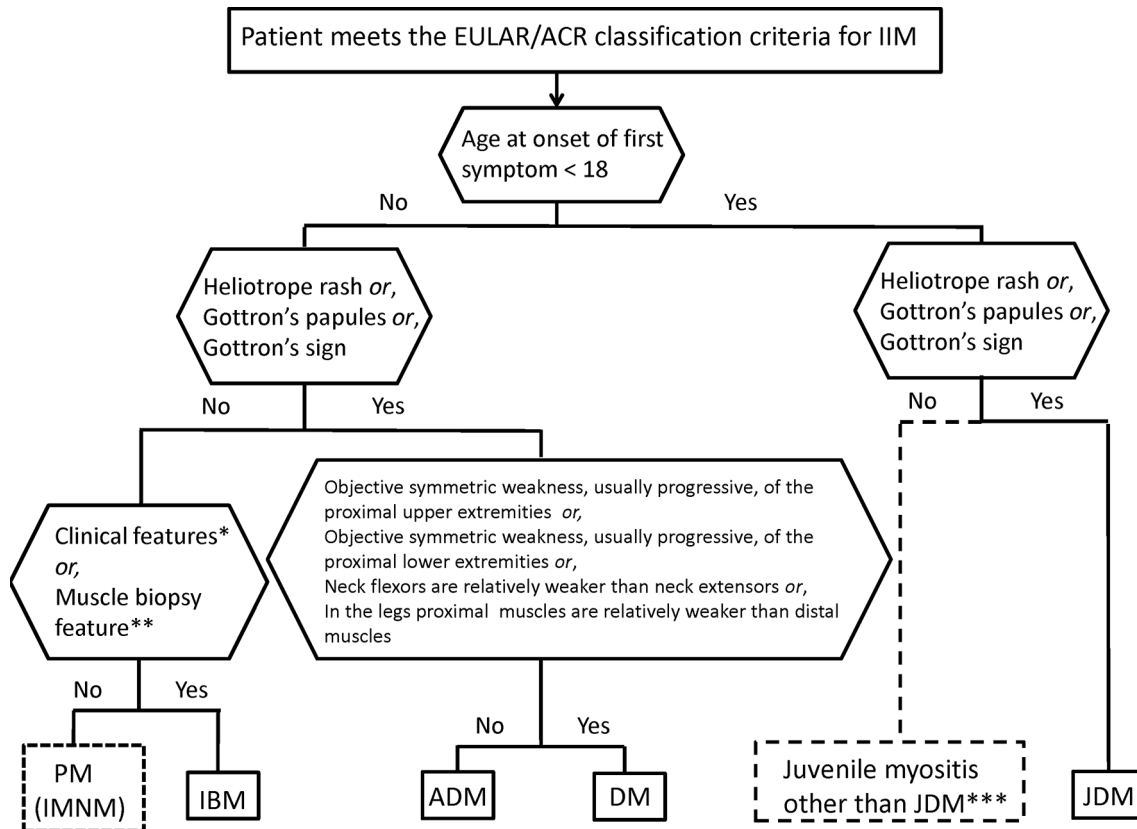 Patient meets the EULAR/ACR classification criteria for IIM
Age at onset of first
symptom < 18
No
Yes
Heliotrope rash or,
Gottron's papules or,
Gottron's sign
Heliotrope rash or,
Gottron's papules or,
Gottron's sign
No
Yes
No
Yes
Clinical features*
or,
Muscle biopsy
feature**
Objective symmetric weakness, usually progressive, of the
proximal upper extremities or,
Objective symmetric weakness, usually progressive, of the
proximal lower extremities or,
Neck flexors are relatively weaker than neck extensors or,
In the legs proximal muscles are relatively weaker than distal
muscles
No
Yes
No
Yes
PM
(IMNM)
IBM
ADM
DM
Juvenile myositis
other than JDM***
JDM